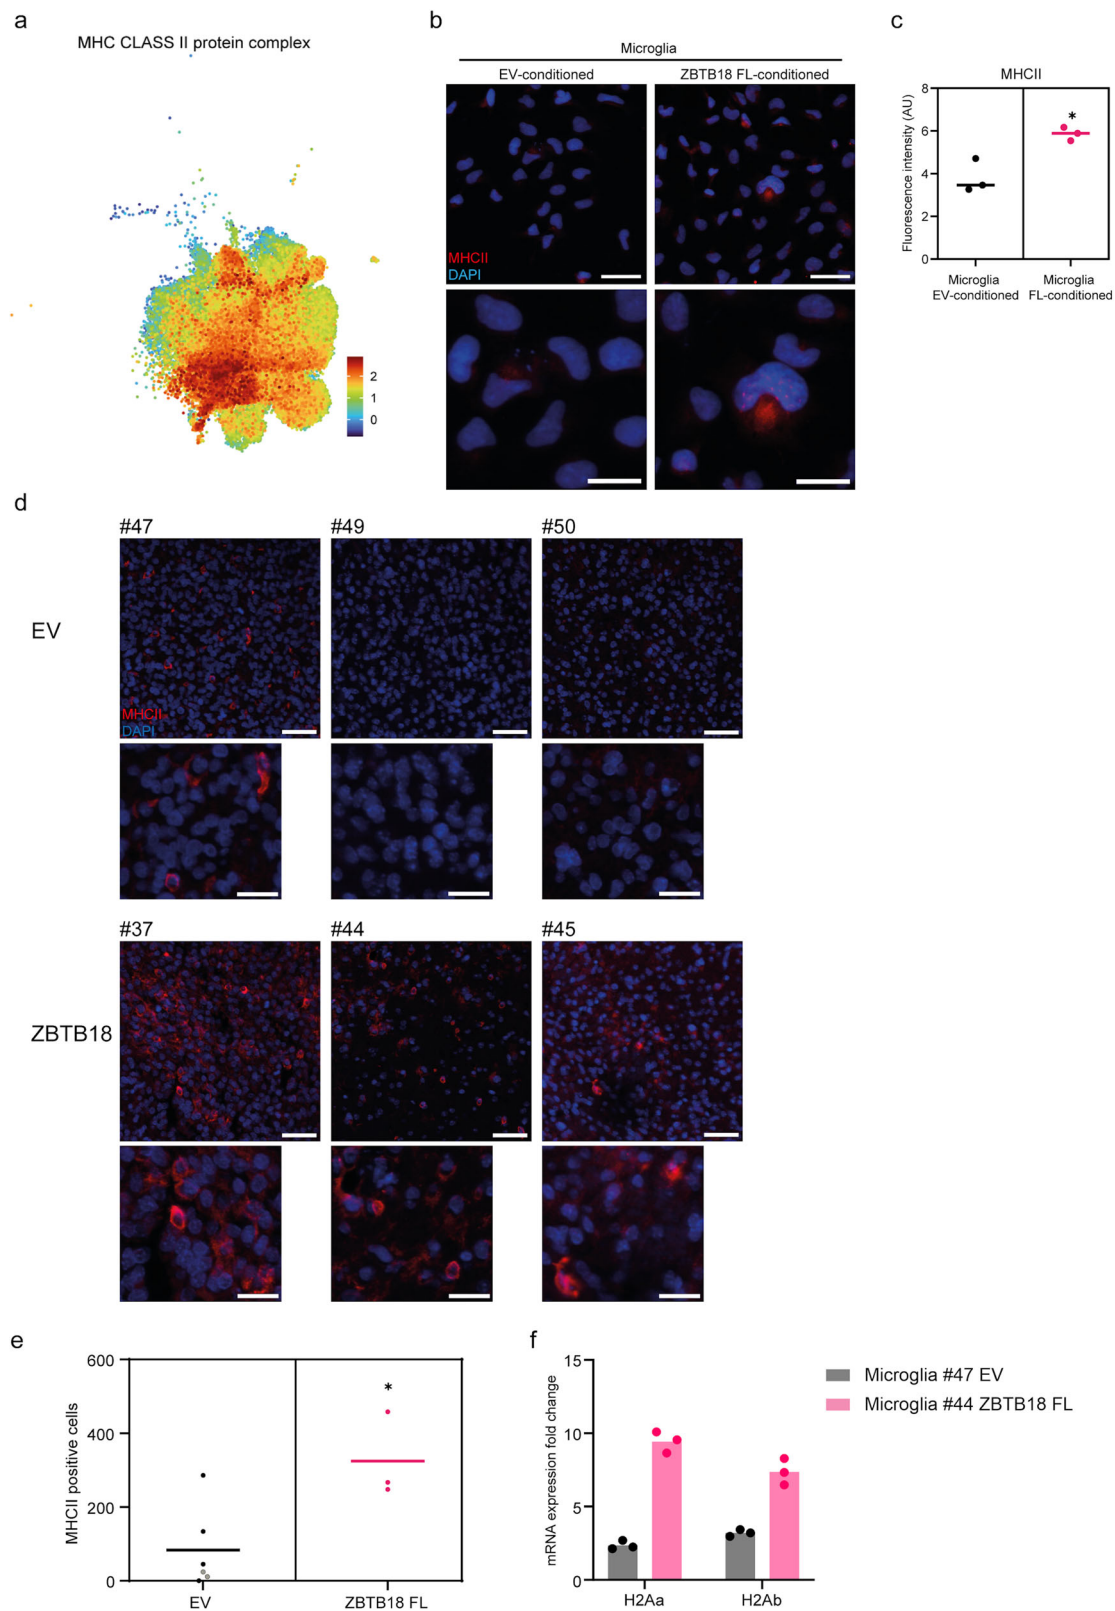 a
MHC CLASS II protein complex
2
1
0
b
Microglia
EV-conditioned
ZBTB18 FL-conditioned
MHCII
DAPI
c
MHCII
Fluorescence intensity (AU)
8
6
4
2
0
*
Microglia
EV-conditioned
Microglia
FL-conditioned
d
#47
#49
#50
EV
MHCII
DAPI
#37
#44
#45
ZBTB18
e
MHCII positive cells
600
400
200
0
*
EV
ZBTB18 FL
f
mRNA expression fold change
15
10
5
0
H2Aa
H2Ab
Microglia #47 EV
Microglia #44 ZBTB18 FL